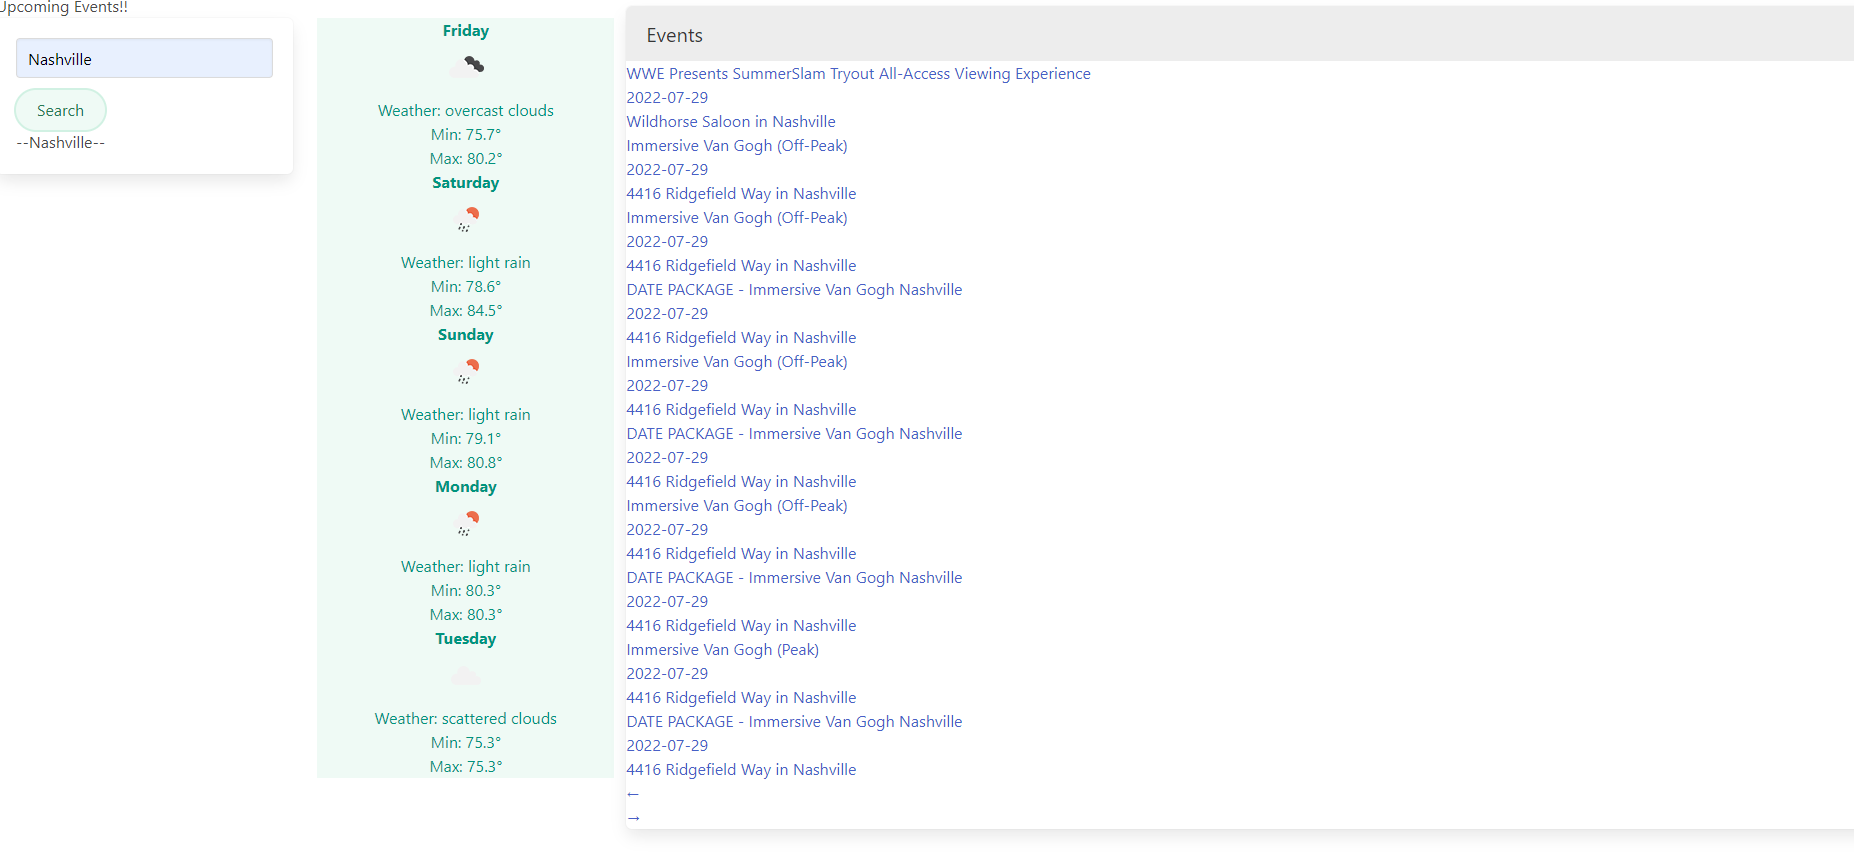 Upcoming Events!!
Nashville
Search
--Nashville--
Friday
Weather: overcast clouds
Min: 75.7°
Max: 80.2°
Saturday
Weather: light rain
Min: 78.6°
Max: 84.5°
Sunday
Weather: light rain
Min: 79.1°
Max: 80.8°
Monday
Weather: light rain
Min: 80.3°
Max: 80.3°
Tuesday
Weather: scattered clouds
Min: 75.3°
Max: 75.3°
Events
WWE Presents SummerSlam Tryout All-Access Viewing Experience
2022-07-29
Wildhorse Saloon in Nashville
Immersive Van Gogh (Off-Peak)
2022-07-29
4416 Ridgefield Way in Nashville
Immersive Van Gogh (Off-Peak)
2022-07-29
4416 Ridgefield Way in Nashville
DATE PACKAGE - Immersive Van Gogh Nashville
2022-07-29
4416 Ridgefield Way in Nashville
Immersive Van Gogh (Off-Peak)
2022-07-29
4416 Ridgefield Way in Nashville
DATE PACKAGE - Immersive Van Gogh Nashville
2022-07-29
4416 Ridgefield Way in Nashville
Immersive Van Gogh (Off-Peak)
2022-07-29
4416 Ridgefield Way in Nashville
DATE PACKAGE - Immersive Van Gogh Nashville
2022-07-29
4416 Ridgefield Way in Nashville
Immersive Van Gogh (Peak)
2022-07-29
4416 Ridgefield Way in Nashville
DATE PACKAGE - Immersive Van Gogh Nashville
2022-07-29
4416 Ridgefield Way in Nashville
←
→